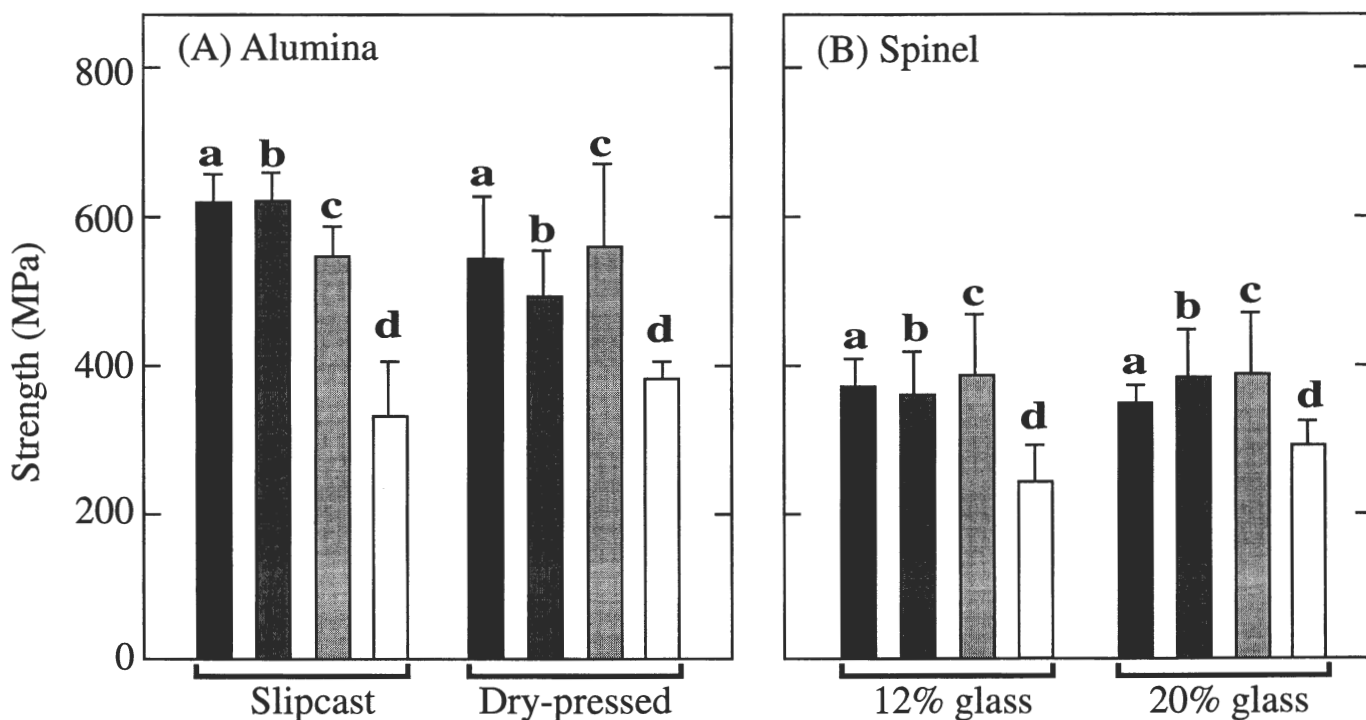 (A) Alumina
(B) Spinel
Strength (MPa)
800
600
400
200
0
a b c d
a b c d
a b c d
a b c d
Slipcast
Dry-pressed
12% glass
20% glass